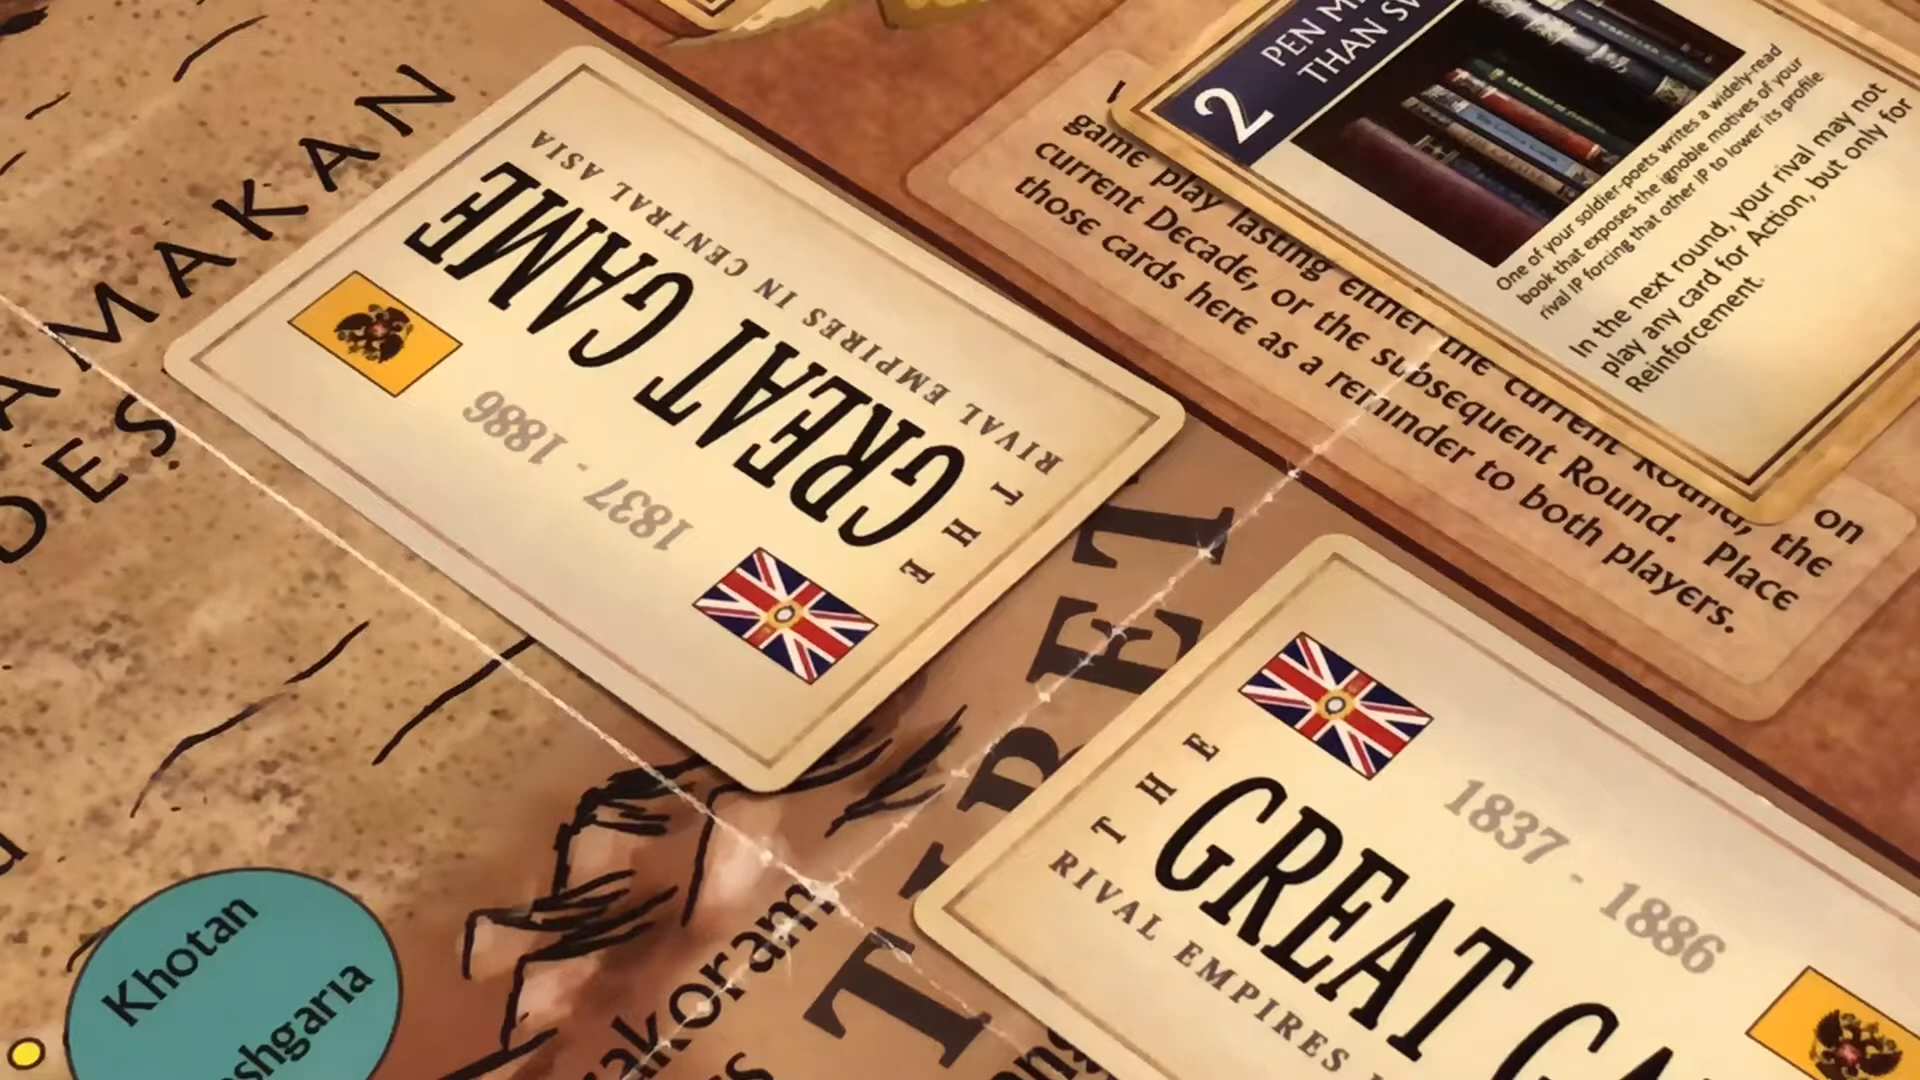 2 PEN
THAN
One of your soldier-poets writes a widely-read
book that exposes the ignoble motives of your
rival IP forcing that other IP to lower its profile.
In the next round, your rival may not
play any card for Action, but only for
Reinforcement.
game play lasting either the current Round, the
current Decade, or the subsequent Round. Place
those cards here as a reminder to both players.
on
THE
GREAT GAME
RIVAL EMPIRES IN CENTRAL ASIA
1837 - 1886
1837 - 1886
THE
GREAT
RIVAL EMPIRES
AMAKAN
DES
Khotan